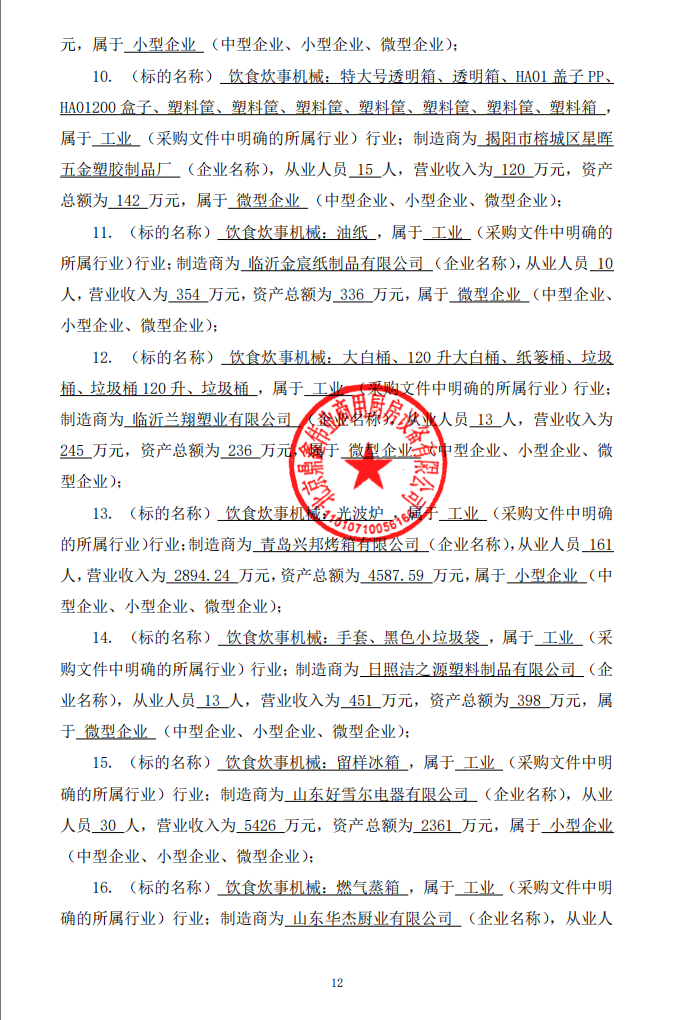 元，属于 小型企业 （中型企业、小型企业、微型企业）；
10. （标的名称） 饮食炊事机械：特大号透明箱、透明箱、HA01 盖子 PP、
HA01200 盒子、塑料筐、塑料筐、塑料筐、塑料筐、塑料筐、塑料筐、塑料箱 ，
属于 工业 （采购文件中明确的所属行业）行业；制造商为 揭阳市榕城区星晖
五金塑胶制品厂 （企业名称），从业人员 15 人，营业收入为 120 万元，资产
总额为 142 万元，属于 微型企业 （中型企业、小型企业、微型企业）；
11. （标的名称） 饮食炊事机械：油纸 ，属于 工业 （采购文件中明确的
所属行业）行业；制造商为 临沂金宸纸制品有限公司 （企业名称），从业人员 10
人，营业收入为 354 万元，资产总额为 336 万元，属于 微型企业 （中型企业、
小型企业、微型企业）；
12. （标的名称） 饮食炊事机械：大白桶、120 升大白桶、纸篓桶、垃圾
桶、垃圾桶 120 升、垃圾桶 ，属于 工业 （采购文件中明确的所属行业）行业；
制造商为 临沂兰翔塑业有限公司 （企业名称），从业人员 13 人，营业收入为
245 万元，资产总额为 236 万元，属于 微型企业 （中型企业、小型企业、微
型企业）；
13. （标的名称） 饮食炊事机械：光波炉 ，属于 工业 （采购文件中明确
的所属行业）行业；制造商为 青岛兴邦烤箱有限公司 （企业名称），从业人员 161
人，营业收入为 2894.24 万元，资产总额为 4587.59 万元，属于 小型企业 （中
型企业、小型企业、微型企业）；
14. （标的名称） 饮食炊事机械：手套、黑色小垃圾袋 ，属于 工业 （采
购文件中明确的所属行业）行业；制造商为 日照洁之源塑料制品有限公司 （企
业名称），从业人员 13 人，营业收入为 451 万元，资产总额为 398 万元，属
于 微型企业 （中型企业、小型企业、微型企业）；
15. （标的名称） 饮食炊事机械：留样冰箱 ，属于 工业 （采购文件中明
确的所属行业）行业；制造商为 山东好雪尔电器有限公司 （企业名称），从业
人员 30 人，营业收入为 5426 万元，资产总额为 2361 万元，属于 小型企业
（中型企业、小型企业、微型企业）；
16. （标的名称） 饮食炊事机械：燃气蒸箱 ，属于 工业 （采购文件中明
确的所属行业）行业；制造商为 山东华杰厨业有限公司 （企业名称），从业人
北京鼎鑫伟创商用厨房设备有限公司
12